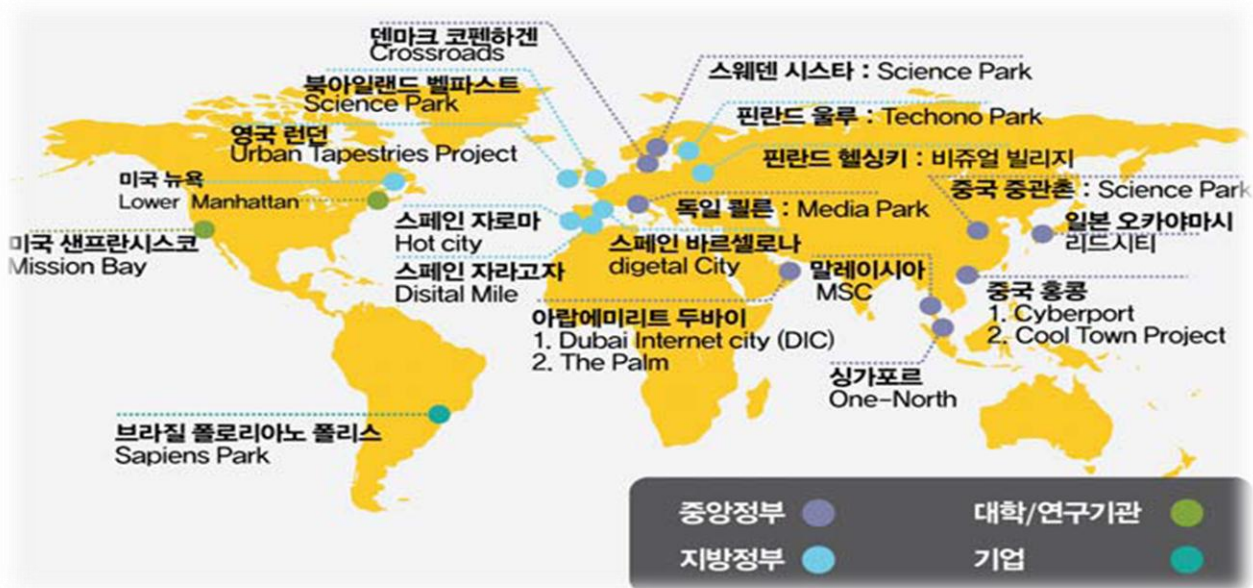 덴마크 코펜하겐
Crossroads
스웨덴 시스타 : Science Park
북아일랜드 벨파스트
Science Park
핀란드 울루 : Techono Park
영국 런던
Urban Tapestries Project
핀란드 헬싱키 : 비쥬얼 빌리지
미국 뉴욕
Lower Manhattan
중국 중관촌 : Science Park
독일 쾰른 : Media Park
스페인 자로마
Hot city
일본 오카야마시
리드시티
미국 샌프란시스코
Mission Bay
스페인 바르셀로나
digetal City
스페인 자라고자
Disital Mile
말레이시아
MSC
중국 홍콩
1. Cyberport
2. Cool Town Project
아랍에미리트 두바이
1. Dubai Internet city (DIC)
2. The Palm
싱가포르
One-North
브라질 폴로리아노 폴리스
Sapiens Park
중앙정부
대학/연구기관
지방정부
기업